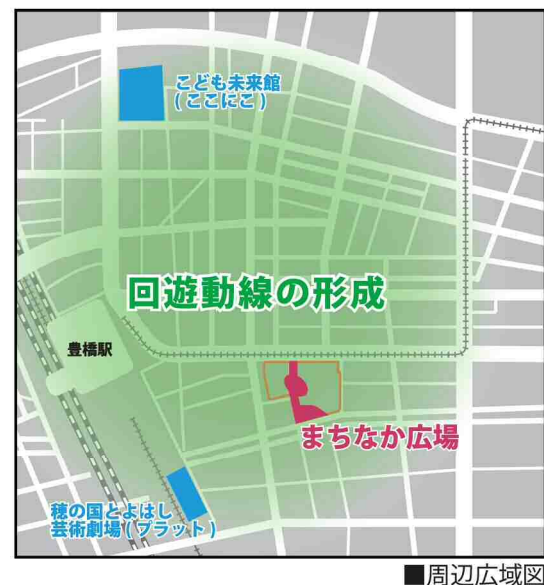 こども未来館
(ここにこ)
回遊動線の形成
豊橋駅
まちなか広場
穂の国とよはし
芸術劇場(プラット)
■周辺広域図